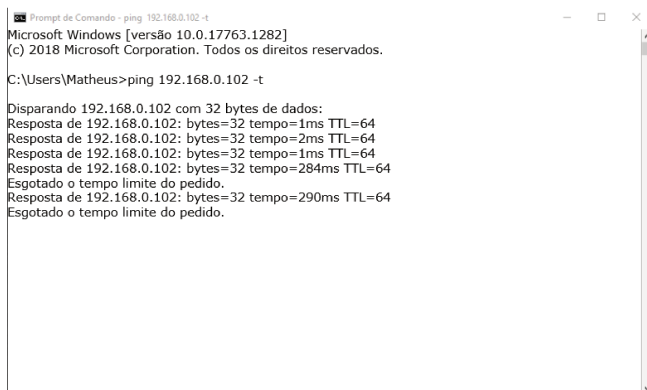 Prompt de Comando - ping 192.168.0.102 -t
Microsoft Windows [versão 10.0.17763.1282]
(c) 2018 Microsoft Corporation. Todos os direitos reservados.
C:\Users\Matheus>ping 192.168.0.102 -t
Disparando 192.168.0.102 com 32 bytes de dados:
Resposta de 192.168.0.102: bytes=32 tempo=1ms TTL=64
Resposta de 192.168.0.102: bytes=32 tempo=2ms TTL=64
Resposta de 192.168.0.102: bytes=32 tempo=1ms TTL=64
Resposta de 192.168.0.102: bytes=32 tempo=284ms TTL=64
Esgotado o tempo limite do pedido.
Resposta de 192.168.0.102: bytes=32 tempo=290ms TTL=64
Esgotado o tempo limite do pedido.